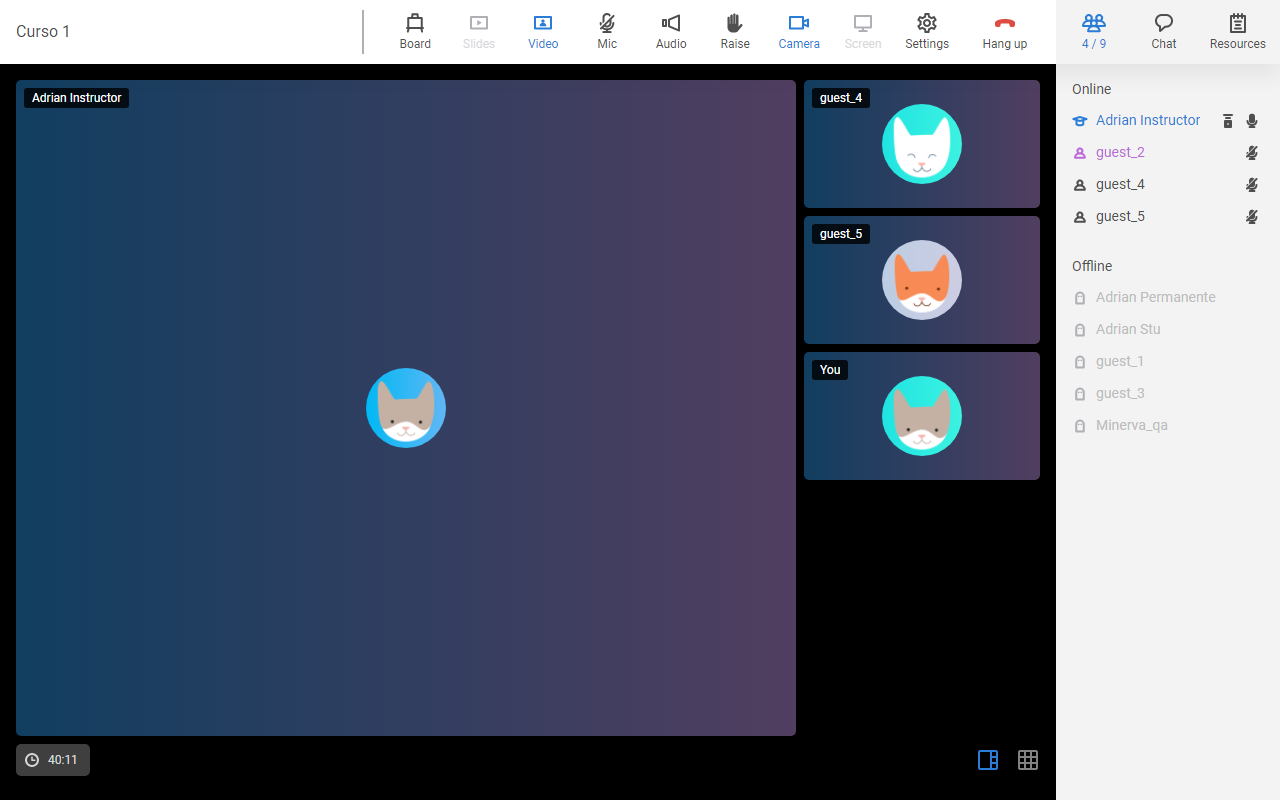 Curso 1
Board
Slides
Video
Mic
Audio
Raise
Camera
Screen
Settings
Hang up
4 / 9
Chat
Resources
Adrian Instructor
guest_4
guest_5
You
40:11
Online
Adrian Instructor
guest_2
guest_4
guest_5
Offline
Adrian Permanente
Adrian Stu
guest_1
guest_3
Minerva_qa